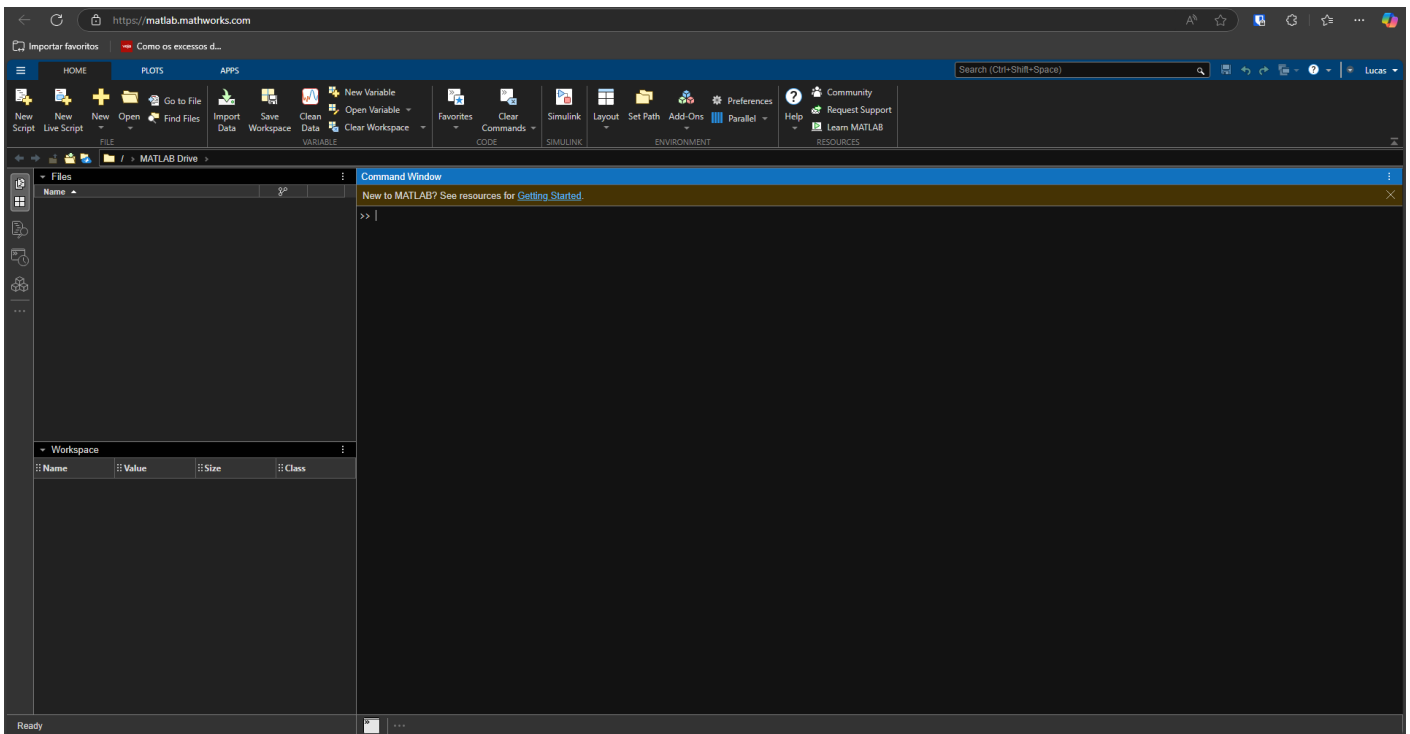 https://matlab.mathworks.com
Importar favoritos
Como os excessos d...
HOME PLOTS APPS Search (Ctrl+Shift+Space) Lucas
New Script
New Live Script
New
Open
Go to File
Find Files
Import Data
Save Workspace
Clean Data
New Variable
Open Variable
Clear Workspace
Favorites
Clear Commands
Simulink
Layout
Set Path
Add-Ons
Preferences
Parallel
Help
Community
Request Support
Learn MATLAB
FILE VARIABLE CODE SIMULINK ENVIRONMENT RESOURCES
/ › MATLAB Drive ›
Files
Name
Workspace
Name Value Size Class
Command Window
New to MATLAB? See resources for Getting Started.
>>
Ready